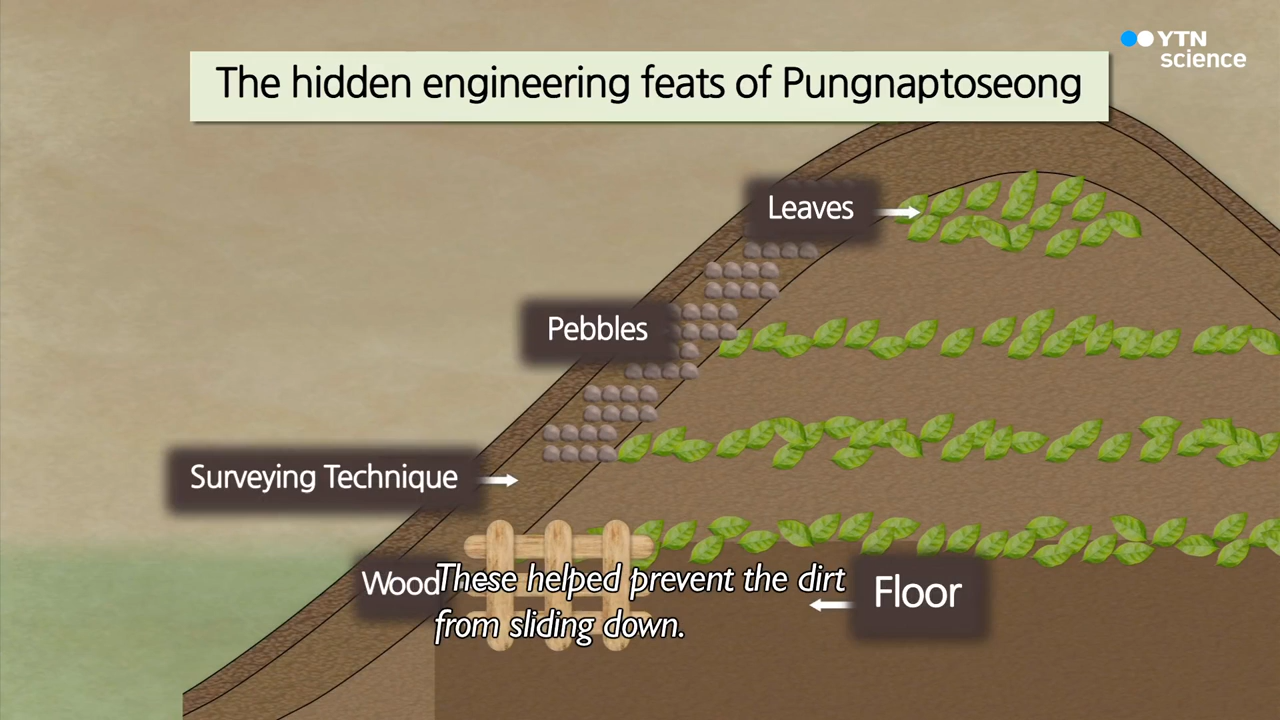 YTN
science
The hidden engineering feats of Pungnaptoseong
Leaves
Pebbles
Surveying Technique
Wood
These helped prevent the dirt
from sliding down.
Floor